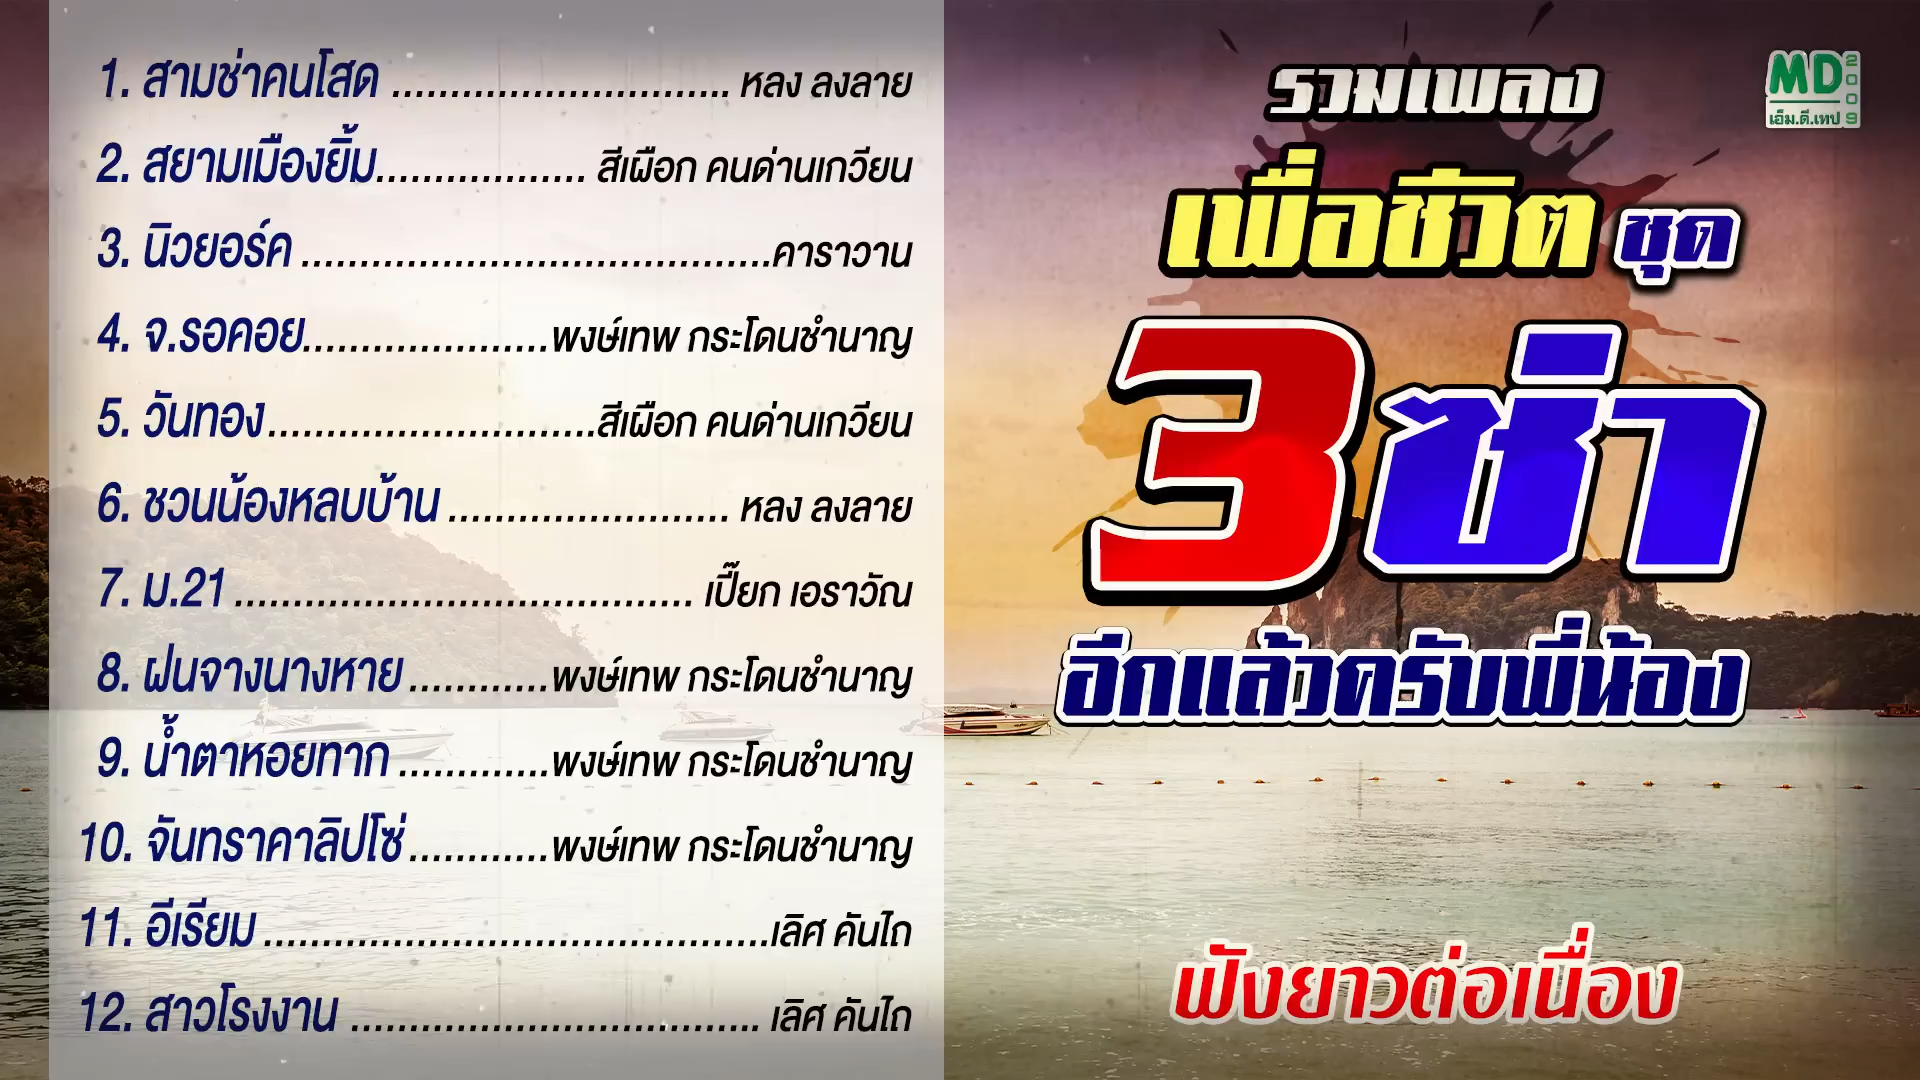 1. สามช่าคนโสด ............................. หลง ลงลาย
2. สยามเมืองยิ้ม.................. สีเผือก คนด่านเกวียน
3. นิวยอร์ค ........................................คาราวาน
4. จ.รอคอย.....................พงษ์เทพ กระโดนชำนาญ
5. วันทอง............................สีเผือก คนด่านเกวียน
6. ชวนน้องหลบบ้าน ........................ หลง ลงลาย
7. ม.21 ....................................... เปี๊ยก เอราวัณ
8. ฝนจางนางหาย............พงษ์เทพ กระโดนชำนาญ
9. น้ำตาหอยทาก .............พงษ์เทพ กระโดนชำนาญ
10. จันทราคาลิปโซ่............พงษ์เทพ กระโดนชำนาญ
11. อีเรียม ...........................................เลิศ คันไถ
12. สาวโรงงาน ................................... เลิศ คันไถ
รวมเพลง
เพื่อชีวิต ชุด
3ช่า
อีกแล้วครับพี่น้อง
ฟังยาวต่อเนื่อง
MD 2009
เอ็ม.ดี.เทป